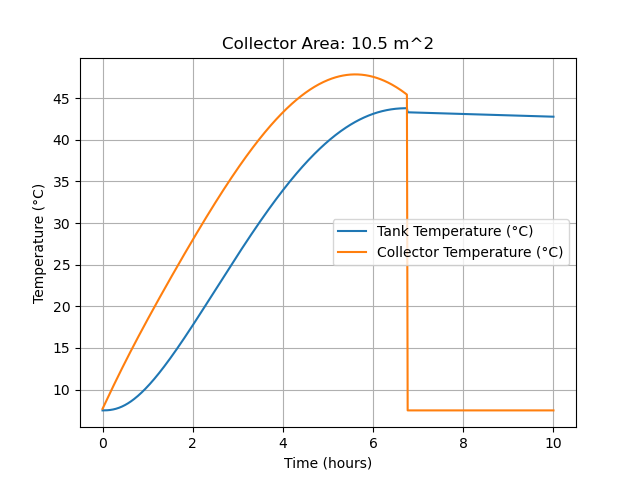 Collector Area: 10.5 m^2
Temperature (°C)
45
40
35
30
25
20
15
10
Tank Temperature (°C)
Collector Temperature (°C)
0 2 4 6 8 10
Time (hours)